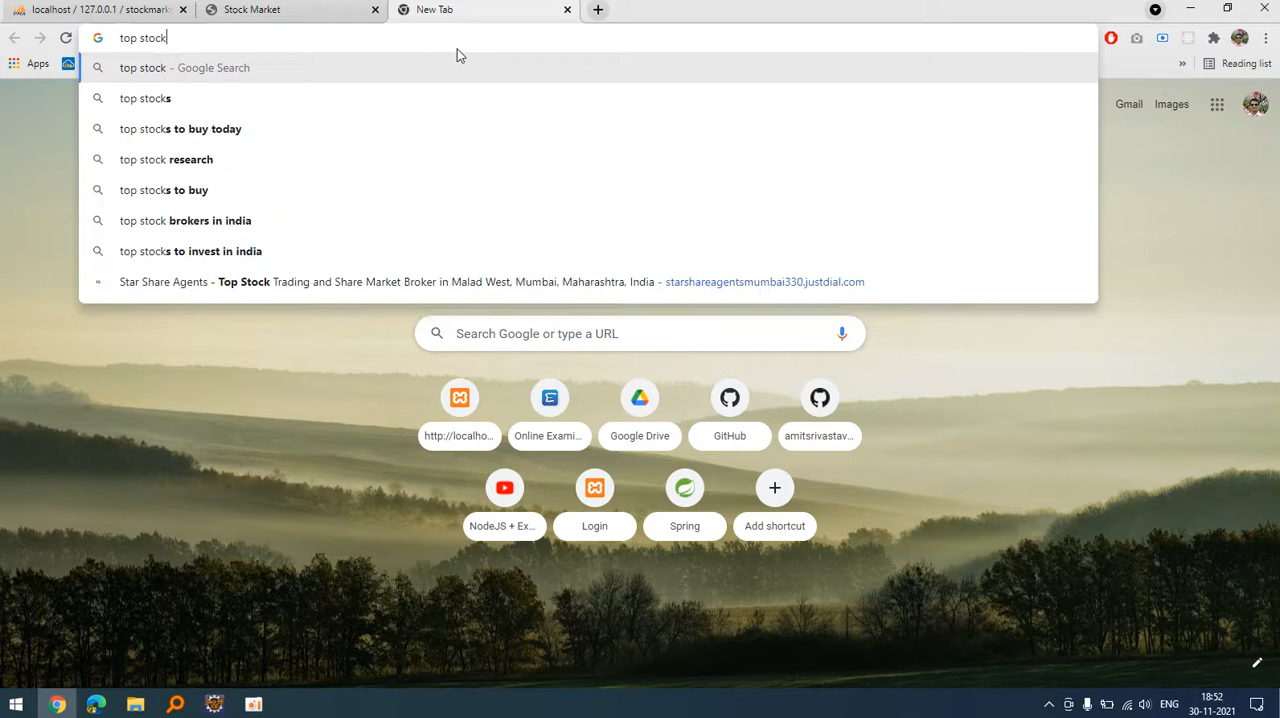 localhost / 127.0.0.1 / stockmark
Stock Market
New Tab
top stock
Apps
Reading list
top stock - Google Search
top stocks
top stocks to buy today
top stock research
top stocks to buy
top stock brokers in india
top stocks to invest in india
Star Share Agents - Top Stock Trading and Share Market Broker in Malad West, Mumbai, Maharashtra, India - starshareagentsmumbai330.justdial.com
Gmail
Images
Search Google or type a URL
http://localho...
Online Exami...
Google Drive
GitHub
amitsrivastav...
NodeJS + Ex...
Login
Spring
Add shortcut
ENG
18:52
30-11-2021